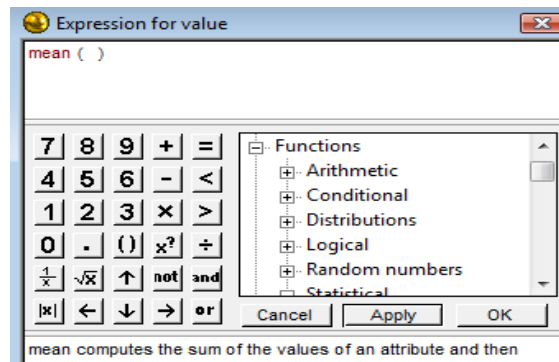 Expression for value
mean ( )
7 8 9 + =
4 5 6 - <
1 2 3 × >
0 . () x? ÷
1/x √x ↑ not and
|x| ← ↓ → or
Functions
Arithmetic
Conditional
Distributions
Logical
Random numbers
Statistical
Cancel Apply OK
mean computes the sum of the values of an attribute and then